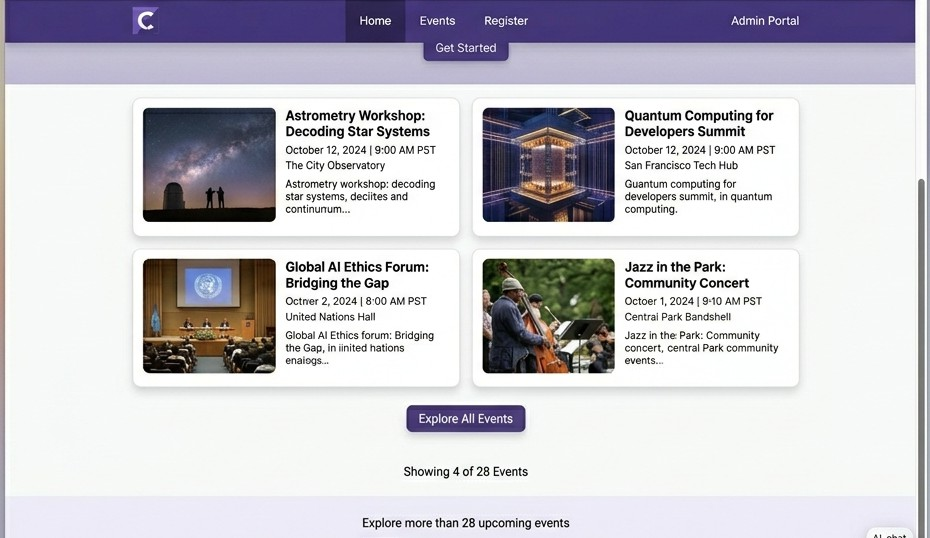 C
Home Events Register Admin Portal
Get Started
Astrometry Workshop:
Decoding Star Systems
October 12, 2024 | 9:00 AM PST
The City Observatory
Astrometry workshop: decoding
star systems, deciites and
continunum...
Quantum Computing for
Developers Summit
October 12, 2024 | 9:00 AM PST
San Francisco Tech Hub
Quantum computing for
developers summit, in quantum
computing.
Global AI Ethics Forum:
Bridging the Gap
2, 2024 | 8:00 AM PST
United Nations Hall
Global AI Ethics forum: Bridging
the Gap, in iinited hations
enaiogs...
Jazz in the Park:
Community Concert
Octoer 1, 2024 | 9:10 AM PST
Central Park Bandshell
Jazz in the Park: Community
concert, central Park community
events...
Explore All Events
Showing 4 of 28 Events
Explore more than 28 upcoming events